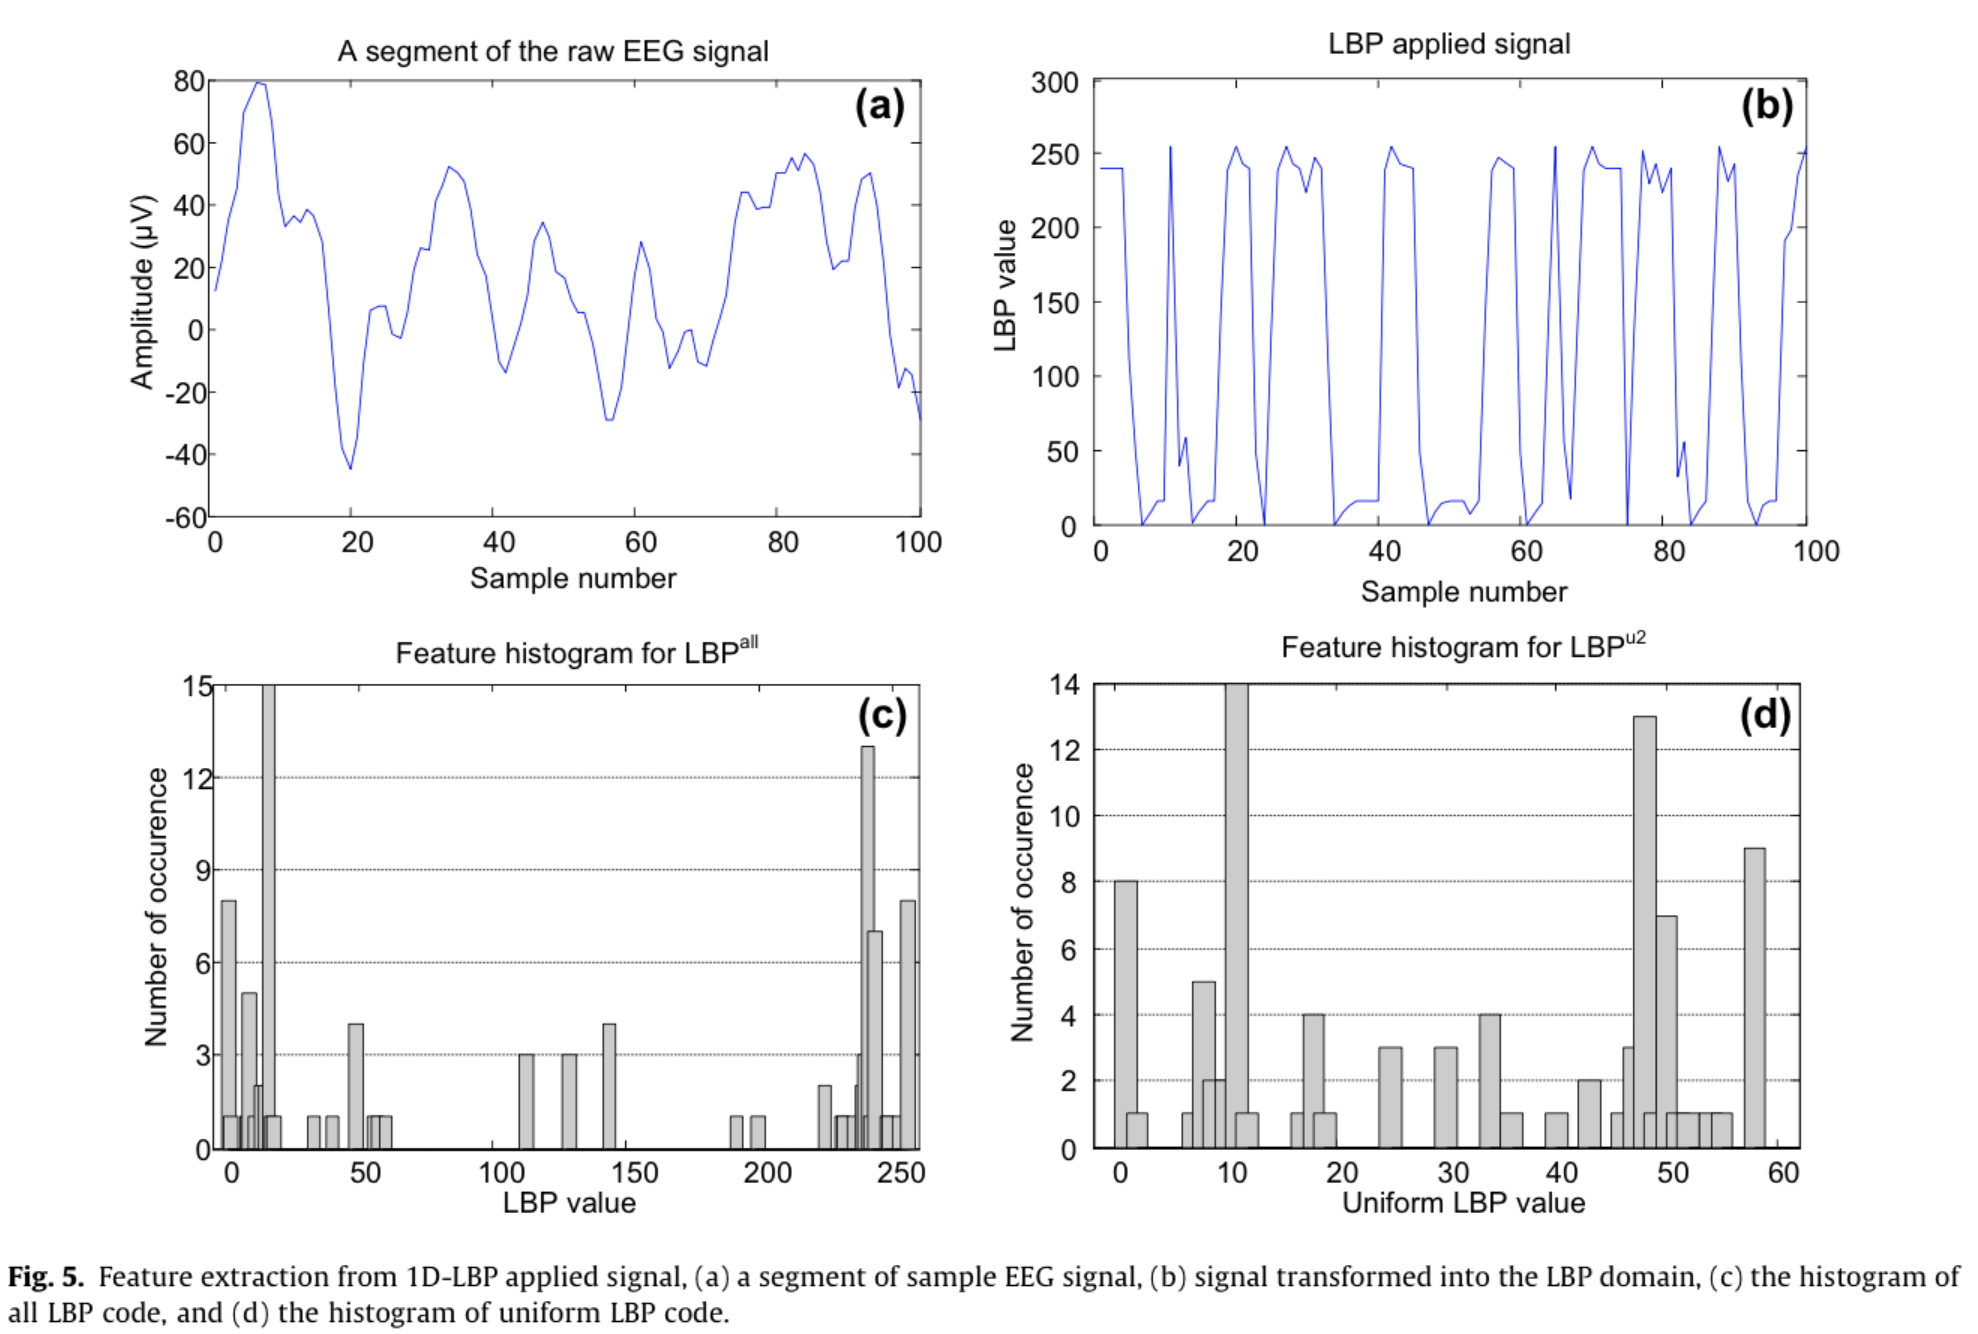 A segment of the raw EEG signal
(a)
80
60
40
20
0
-20
-40
-60
Amplitude (µV)
0 20 40 60 80 100
Sample number
LBP applied signal
(b)
300
250
200
150
100
50
0
LBP value
0 20 40 60 80 100
Sample number
Feature histogram for LBPall
(c)
15
12
9
6
3
0
Number of occurence
0 50 100 150 200 250
LBP value
Feature histogram for LBPu2
(d)
14
12
10
8
6
4
2
0
Number of occurence
0 10 20 30 40 50 60
Uniform LBP value
Fig. 5. Feature extraction from 1D-LBP applied signal, (a) a segment of sample EEG signal, (b) signal transformed into the LBP domain, (c) the histogram of
all LBP code, and (d) the histogram of uniform LBP code.